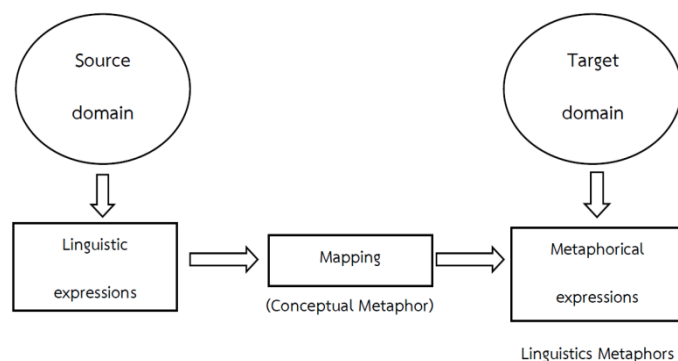 Source
domain
Target
domain
Linguistic
expressions
Mapping
(Conceptual Metaphor)
Metaphorical
expressions
Linguistics Metaphors